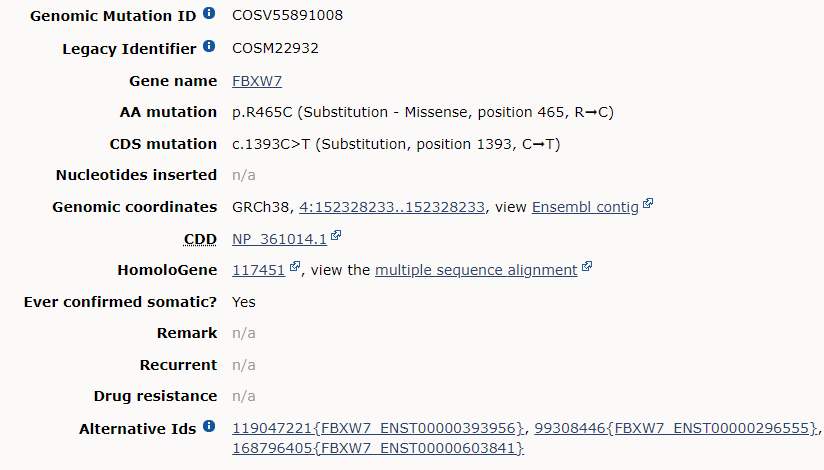 Genomic Mutation ID COSV55891008
Legacy Identifier COSM22932
Gene name FBXW7
AA mutation p.R465C (Substitution - Missense, position 465, R➞C)
CDS mutation c.1393C>T (Substitution, position 1393, C➞T)
Nucleotides inserted n/a
Genomic coordinates GRCh38, 4:152328233..152328233, view Ensembl contig
CDD NP_361014.1
HomoloGene 117451, view the multiple sequence alignment
Ever confirmed somatic? Yes
Remark n/a
Recurrent n/a
Drug resistance n/a
Alternative Ids 119047221{FBXW7_ENST00000393956}, 99308446{FBXW7_ENST00000296555},
168796405{FBXW7_ENST00000603841}